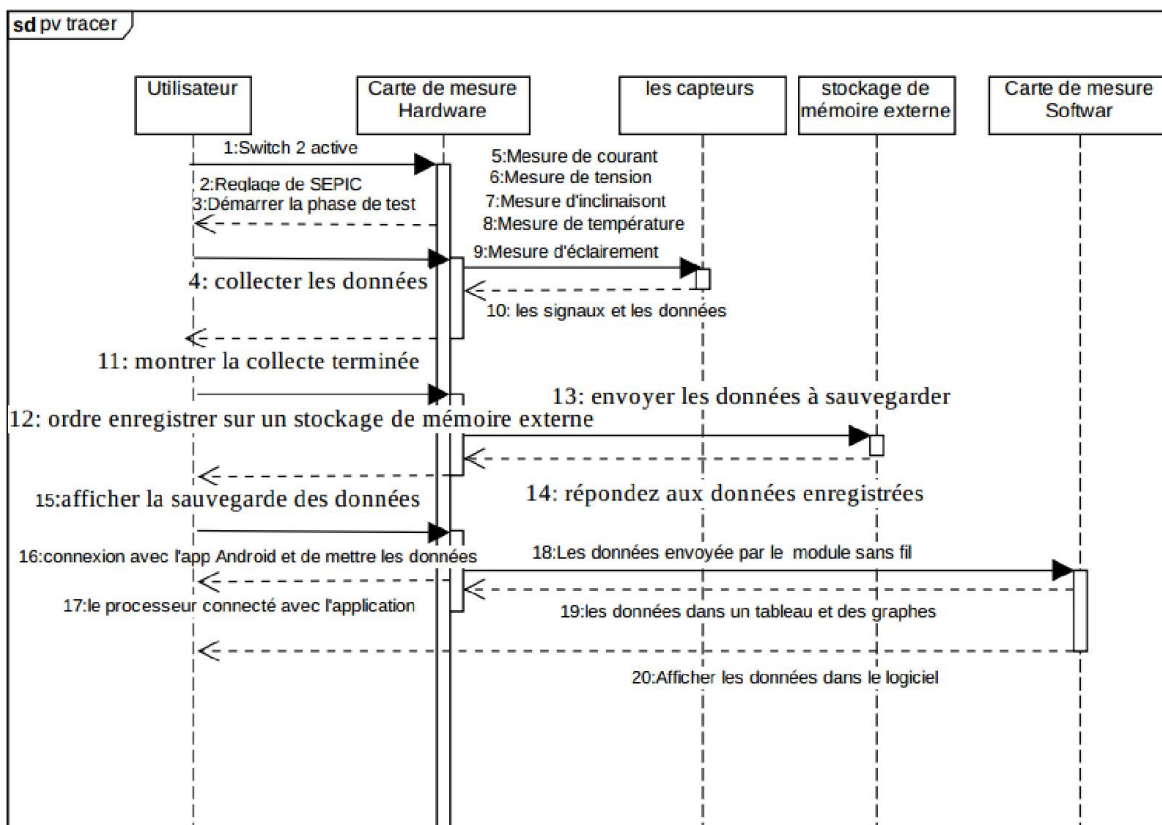 sd pv tracer
Utilisateur
Carte de mesure
Hardware
les capteurs
stockage de
mémoire externe
Carte de mesure
Softwar
1:Switch 2 active
2:Reglage de SEPIC
3:Démarrer la phase de test
5:Mesure de courant
6:Mesure de tension
7:Mesure d'inclinaisont
8:Mesure de température
9:Mesure d'éclairement
4: collecter les données
10: les signaux et les données
11: montrer la collecte terminée
12: ordre enregistrer sur un stockage de mémoire externe
13: envoyer les données à sauvegarder
14: répondez aux données enregistrées
15:afficher la sauvegarde des données
16:connexion avec l'app Android et de mettre les données
17:le processeur connecté avec l'application
18:Les données envoyée par le module sans fil
19:les données dans un tableau et des graphes
20:Afficher les données dans le logiciel